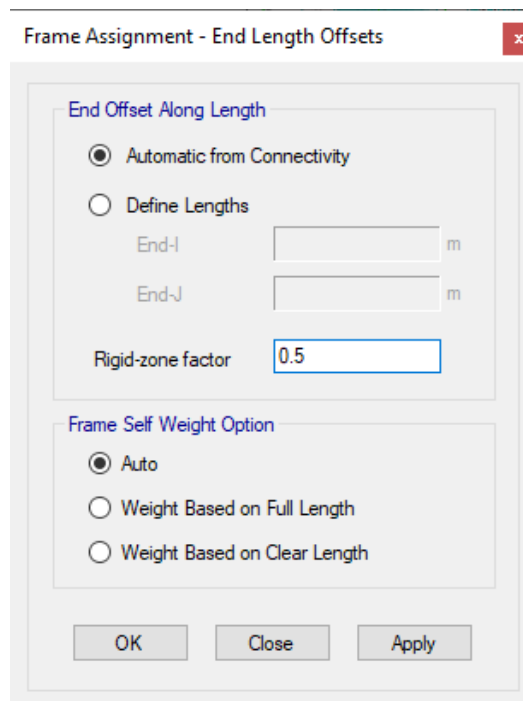 Frame Assignment - End Length Offsets x
End Offset Along Length
Automatic from Connectivity
Define Lengths
End-I m
End-J m
Rigid-zone factor 0.5
Frame Self Weight Option
Auto
Weight Based on Full Length
Weight Based on Clear Length
OK Close Apply